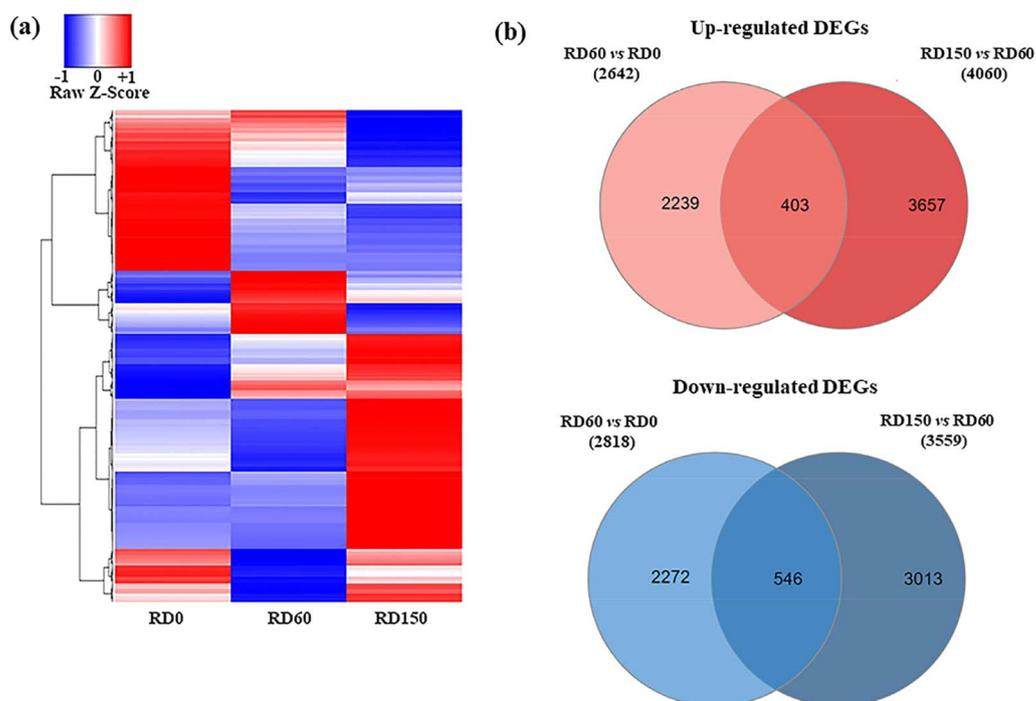 (a)
-1 0 +1
Raw Z-Score
RD0 RD60 RD150
(b)
Up-regulated DEGs
RD60 vs RD0
(2642)
RD150 vs RD60
(4060)
2239 403 3657
Down-regulated DEGs
RD60 vs RD0
(2818)
RD150 vs RD60
(3559)
2272 546 3013